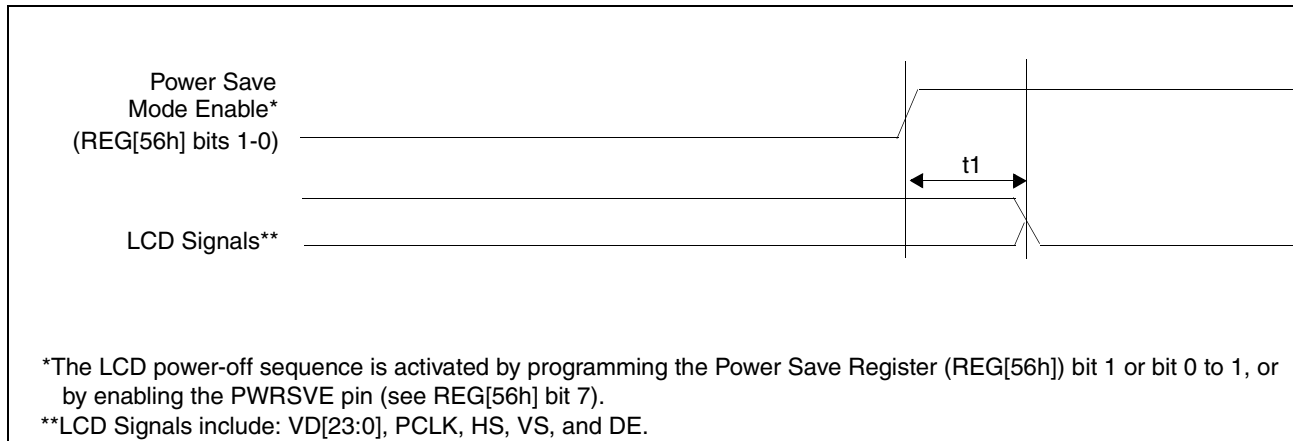 Power Save
Mode Enable*
(REG[56h] bits 1-0)
t1
LCD Signals**
*The LCD power-off sequence is activated by programming the Power Save Register (REG[56h]) bit 1 or bit 0 to 1, or
by enabling the PWRSVE pin (see REG[56h] bit 7).
**LCD Signals include: VD[23:0], PCLK, HS, VS, and DE.